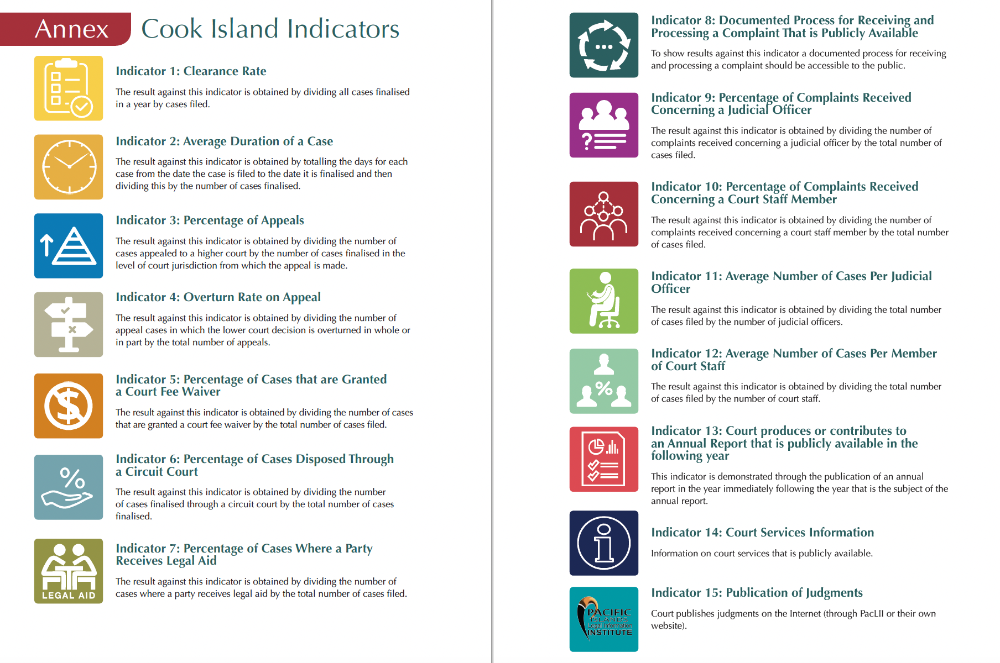 Annex
Cook Island Indicators
Indicator 1: Clearance Rate
The result against this indicator is obtained by dividing all cases finalised
in a year by cases filed.
Indicator 2: Average Duration of a Case
The result against this indicator is obtained by totalling the days for each
case from the date the case is filed to the date it is finalised and then
dividing this by the number of cases finalised.
Indicator 3: Percentage of Appeals
The result against this indicator is obtained by dividing the number of
cases appealed to a higher court by the number of cases finalised in the
level of court jurisdiction from which the appeal is made.
Indicator 4: Overturn Rate on Appeal
The result against this indicator is obtained by dividing the number of
appeal cases in which the lower court decision is overturned in whole or
in part by the total number of appeals.
$
Indicator 5: Percentage of Cases that are Granted
a Court Fee Waiver
The result against this indicator is obtained by dividing the number of cases
that are granted a court fee waiver by the total number of cases filed.
%
Indicator 6: Percentage of Cases Disposed Through
a Circuit Court
The result against this indicator is obtained by dividing the number
of cases finalised through a circuit court by the total number of cases
finalised.
LEGAL AID
Indicator 7: Percentage of Cases Where a Party
Receives Legal Aid
The result against this indicator is obtained by dividing the number of
cases where a party receives legal aid by the total number of cases filed.
Indicator 8: Documented Process for Receiving and
Processing a Complaint That is Publicly Available
To show results against this indicator a documented process for receiving
and processing a complaint should be accessible to the public.
?
Indicator 9: Percentage of Complaints Received
Concerning a Judicial Officer
The result against this indicator is obtained by dividing the number of
complaints received concerning a judicial officer by the total number of
cases filed.
Indicator 10: Percentage of Complaints Received
Concerning a Court Staff Member
The result against this indicator is obtained by dividing the number of
complaints received concerning a court staff member by the total number
of cases filed.
Indicator 11: Average Number of Cases Per Judicial
Officer
The result against this indicator is obtained by dividing the total number
of cases filed by the number of judicial officers.
%
Indicator 12: Average Number of Cases Per Member
of Court Staff
The result against this indicator is obtained by dividing the total number
of cases filed by the number of court staff.
Indicator 13: Court produces or contributes to
an Annual Report that is publicly available in the
following year
This indicator is demonstrated through the publication of an annual
report in the year immediately following the year that is the subject of the
annual report.
i
Indicator 14: Court Services Information
Information on court services that is publicly available.
PACIFIC
ISLANDS
Legal Information
INSTITUTE
Indicator 15: Publication of Judgments
Court publishes judgments on the Internet (through PacLII or their own
website).